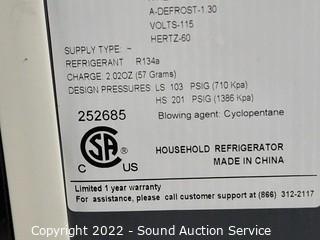 A-DEFROST-1.30
VOLTS-115
HERTZ-60
SUPPLY TYPE: ~
REFRIGERANT R134a
CHARGE 2.02OZ (57 Grams)
DESIGN PRESSURES LS 103 PSIG (710 Kpa)
HS 201 PSIG (1386 Kpa)
252685
Blowing agent: Cyclopentane
CSA
C US
HOUSEHOLD REFRIGERATOR
MADE IN CHINA
Limited 1 year warranty
For assistance, please call customer support at (866) 312-2117
Copyright 2022 - Sound Auction Service